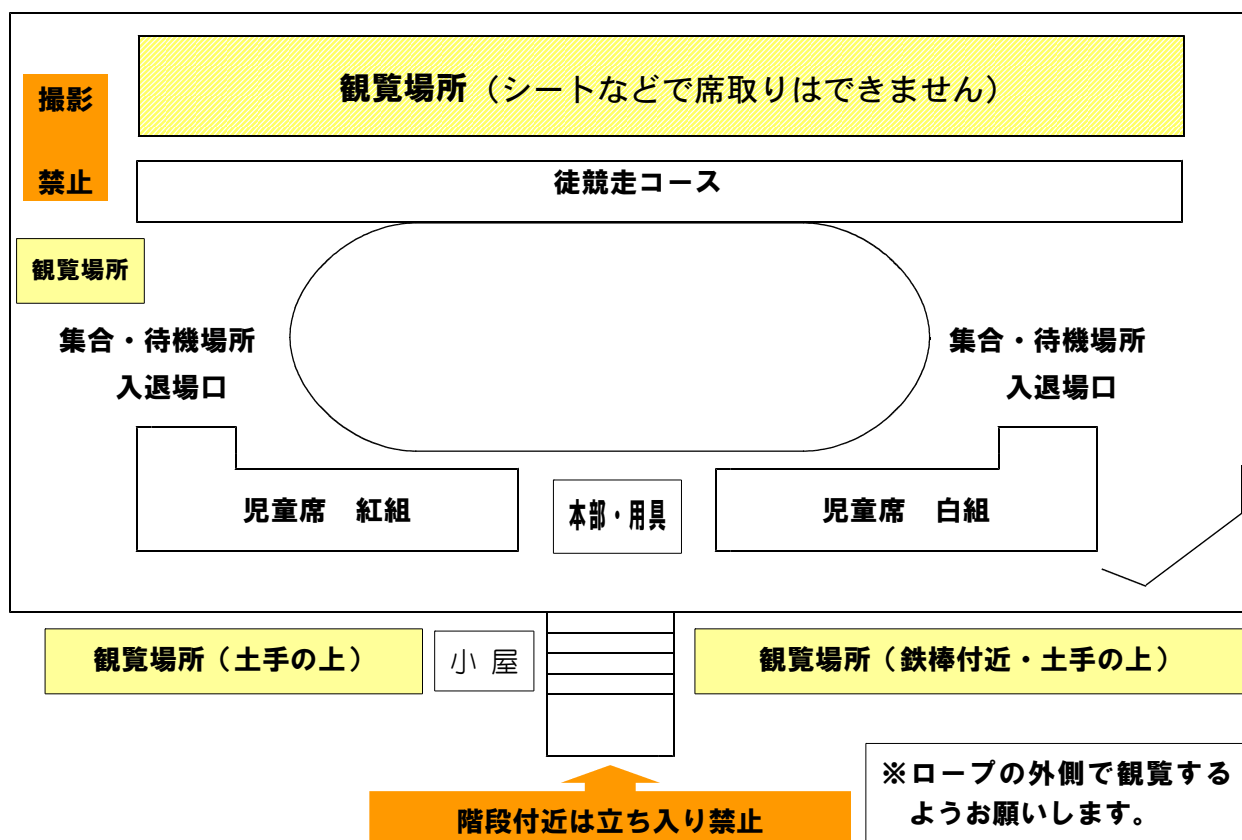 観覧場所（シートなどで席取りはできません）
撮影
禁止
徒競走コース
観覧場所
集合・待機場所
入退場口
集合・待機場所
入退場口
児童席　紅組
本部・用具
児童席　白組
観覧場所（土手の上）
小 屋
観覧場所（鉄棒付近・土手の上）
※ロープの外側で観覧する
ようお願いします。
階段付近は立ち入り禁止